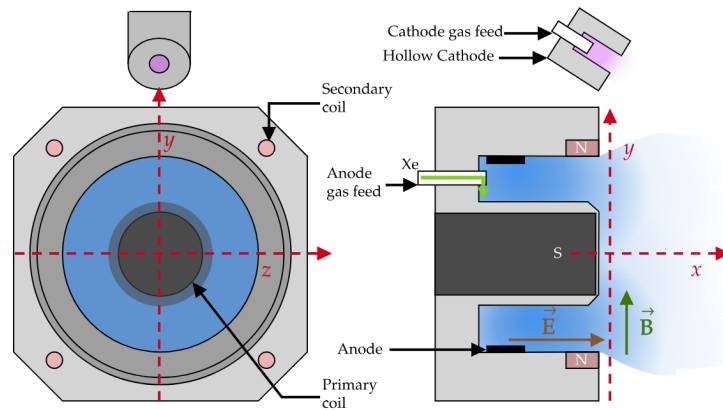 Cathode gas feed
Hollow Cathode
Secondary
coil
y
z
Primary
coil
Xe
Anode
gas feed
Anode
N
y
S
x
E
B
N